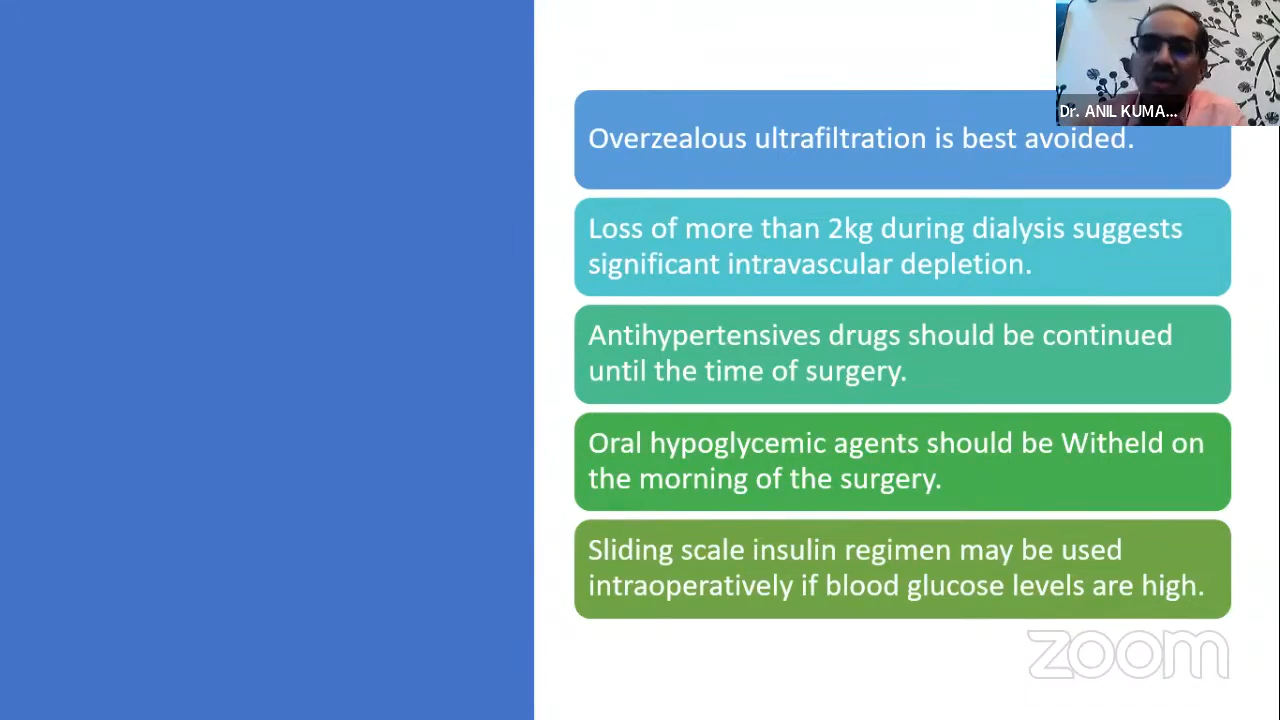 Dr. ANIL KUMA...
Overzealous ultrafiltration is best avoided.
Loss of more than 2kg during dialysis suggests
significant intravascular depletion.
Antihypertensives drugs should be continued
until the time of surgery.
Oral hypoglycemic agents should be Witheld on
the morning of the surgery.
Sliding scale insulin regimen may be used
intraoperatively if blood glucose levels are high.
zoom